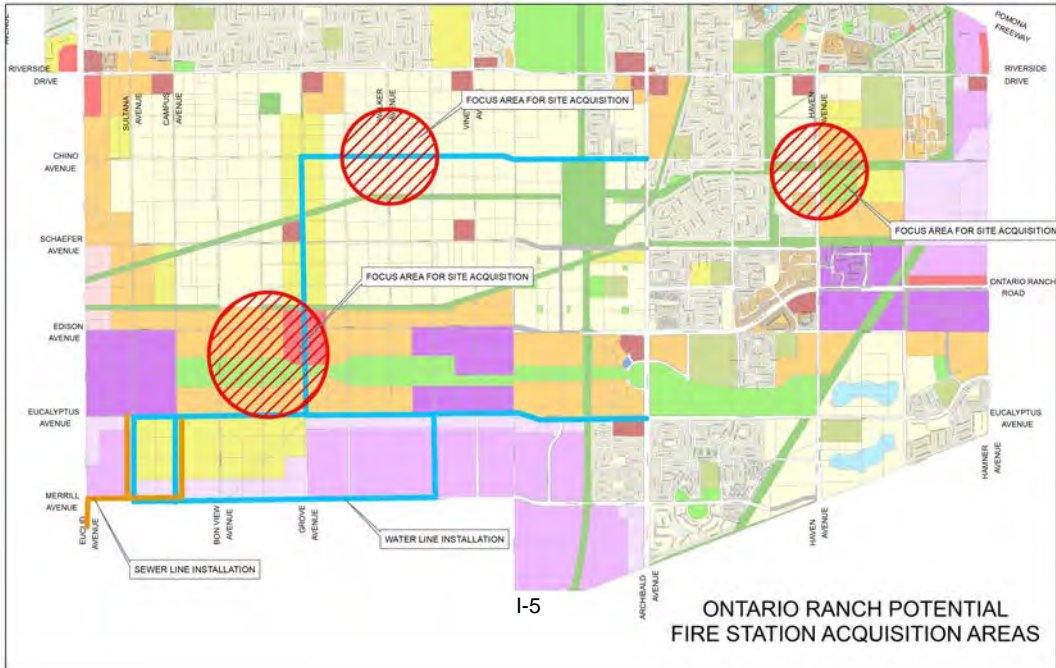 AVENUE
POMONA
FREEWAY
RIVERSIDE
DRIVE
RIVERSIDE
DRIVE
SULTANA
AVENUE
CAMPUS
AVENUE
AVENUE
HAVEN
AVENUE
FOCUS AREA FOR SITE ACQUISITION
CHINO
AVENUE
FOCUS AREA FOR SITE ACQUISITION
SCHAEFER
AVENUE
FOCUS AREA FOR SITE ACQUISITION
ONTARIO RANCH
ROAD
EDISON
AVENUE
EUCALYPTUS
AVENUE
EUCALYPTUS
AVENUE
HAMNER
AVENUE
MERRILL
AVENUE
EUCLID
AVENUE
BON VIEW
AVENUE
GROVE
AVENUE
HAVEN
AVENUE
WATER LINE INSTALLATION
SEWER LINE INSTALLATION
ARCHIBALD
AVENUE
I-5
ONTARIO RANCH POTENTIAL
FIRE STATION ACQUISITION AREAS